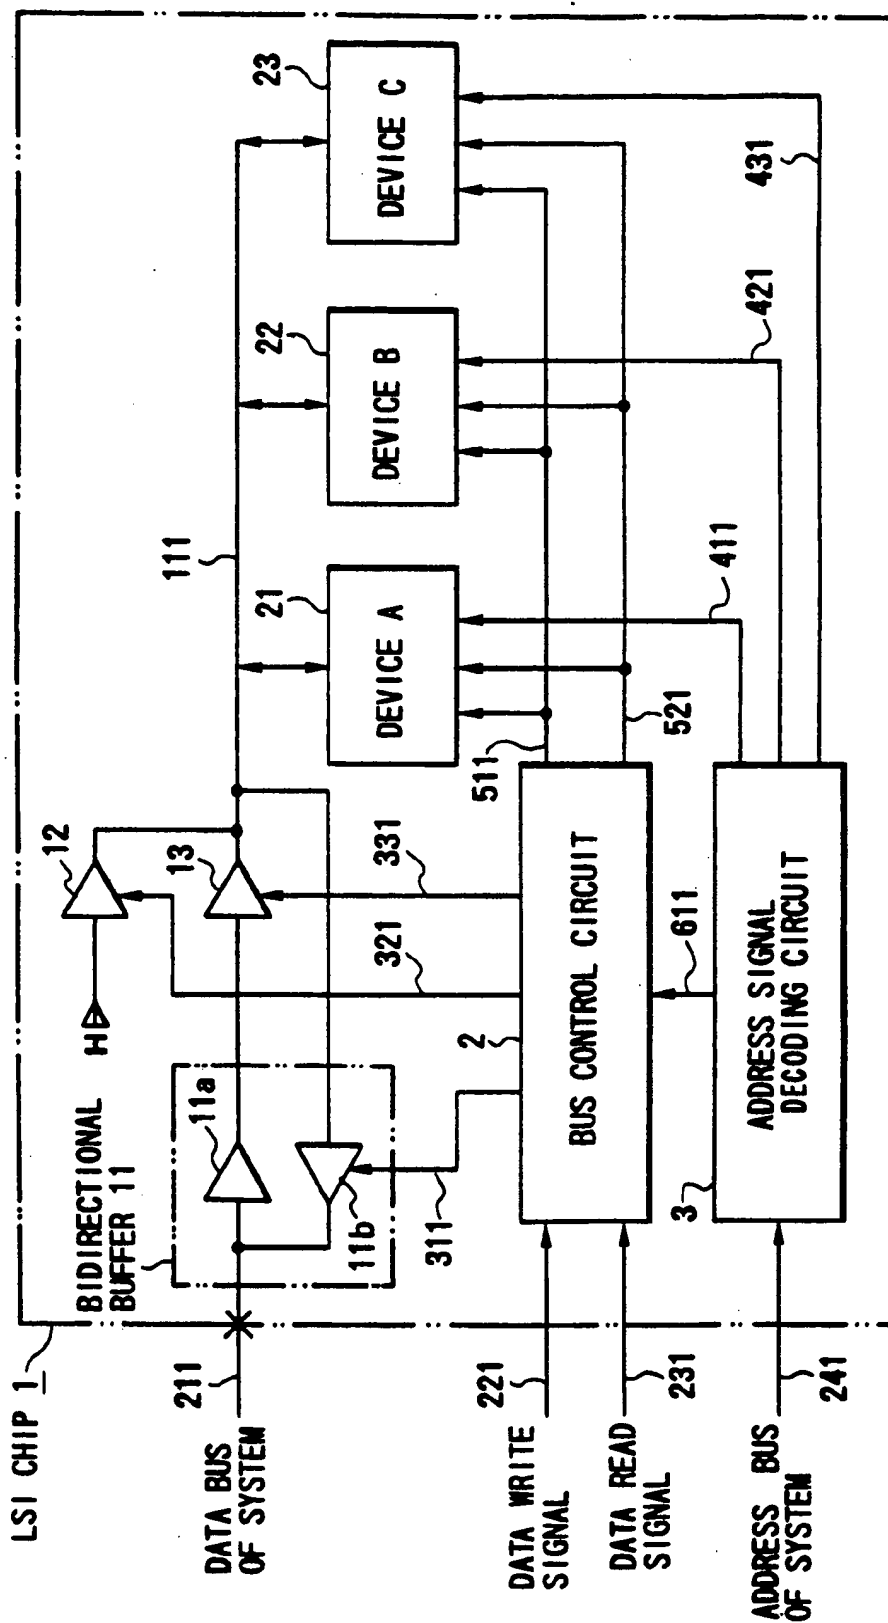 LSI CHIP 1
BIDIRECTIONAL
BUFFER 11
11a
11b
H
12
13
111
21
DEVICE A
22
DEVICE B
23
DEVICE C
DATA BUS
OF SYSTEM
211
311
321
331
2
BUS CONTROL CIRCUIT
511
521
DATA WRITE
SIGNAL
221
DATA READ
SIGNAL
231
611
3
ADDRESS SIGNAL
DECODING CIRCUIT
411
421
431
ADDRESS BUS
OF SYSTEM
241